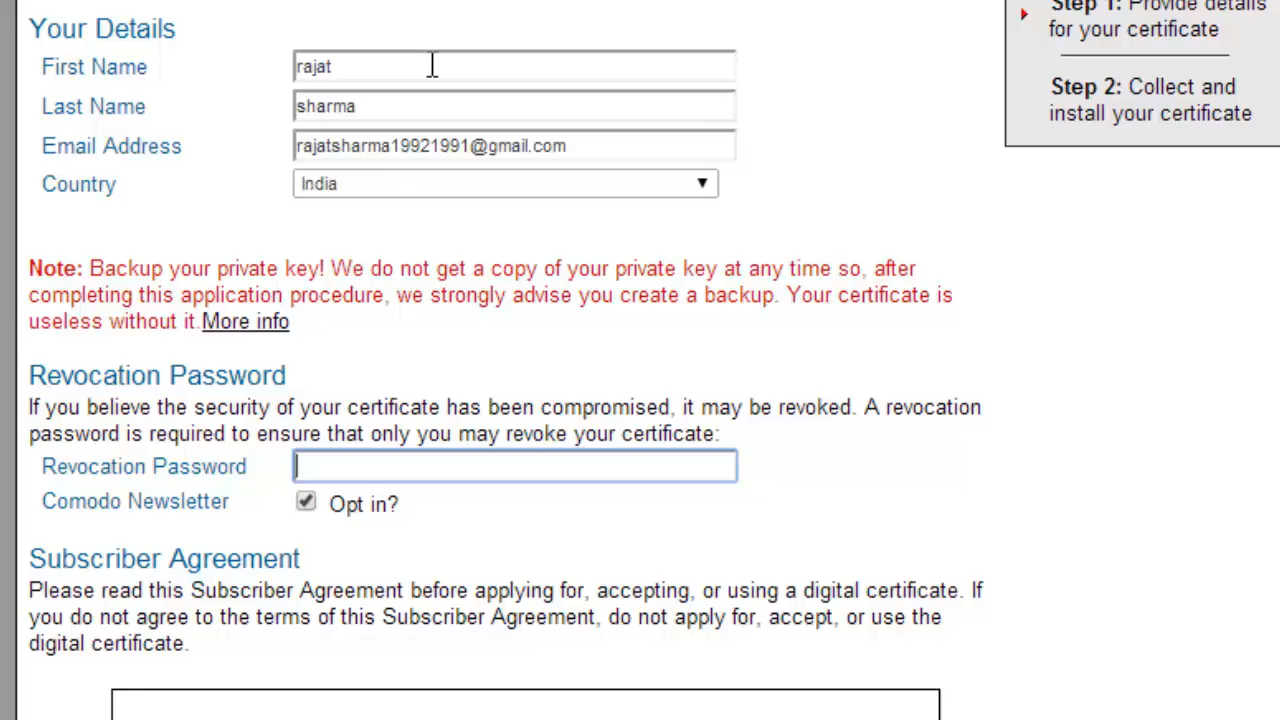 Your Details
First Name
rajat
Last Name
sharma
Email Address
rajatsharma19921991@gmail.com
Country
India
Note: Backup your private key! We do not get a copy of your private key at any time so, after
completing this application procedure, we strongly advise you create a backup. Your certificate is
useless without it.More info
Revocation Password
If you believe the security of your certificate has been compromised, it may be revoked. A revocation
password is required to ensure that only you may revoke your certificate:
Revocation Password
Comodo Newsletter
Opt in?
Subscriber Agreement
Please read this Subscriber Agreement before applying for, accepting, or using a digital certificate. If
you do not agree to the terms of this Subscriber Agreement, do not apply for, accept, or use the
digital certificate.
Step 1: Provide details
for your certificate
Step 2: Collect and
install your certificate